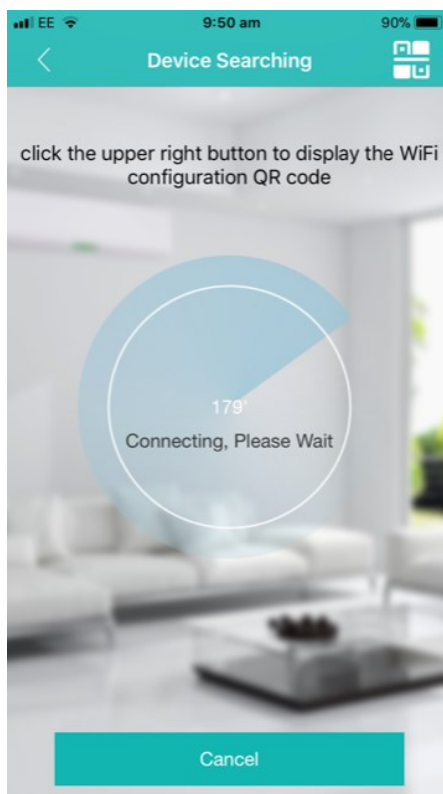 EE 9:50 am 90%
Device Searching
click the upper right button to display the WiFi
configuration QR code
179'
Connecting, Please Wait
Cancel